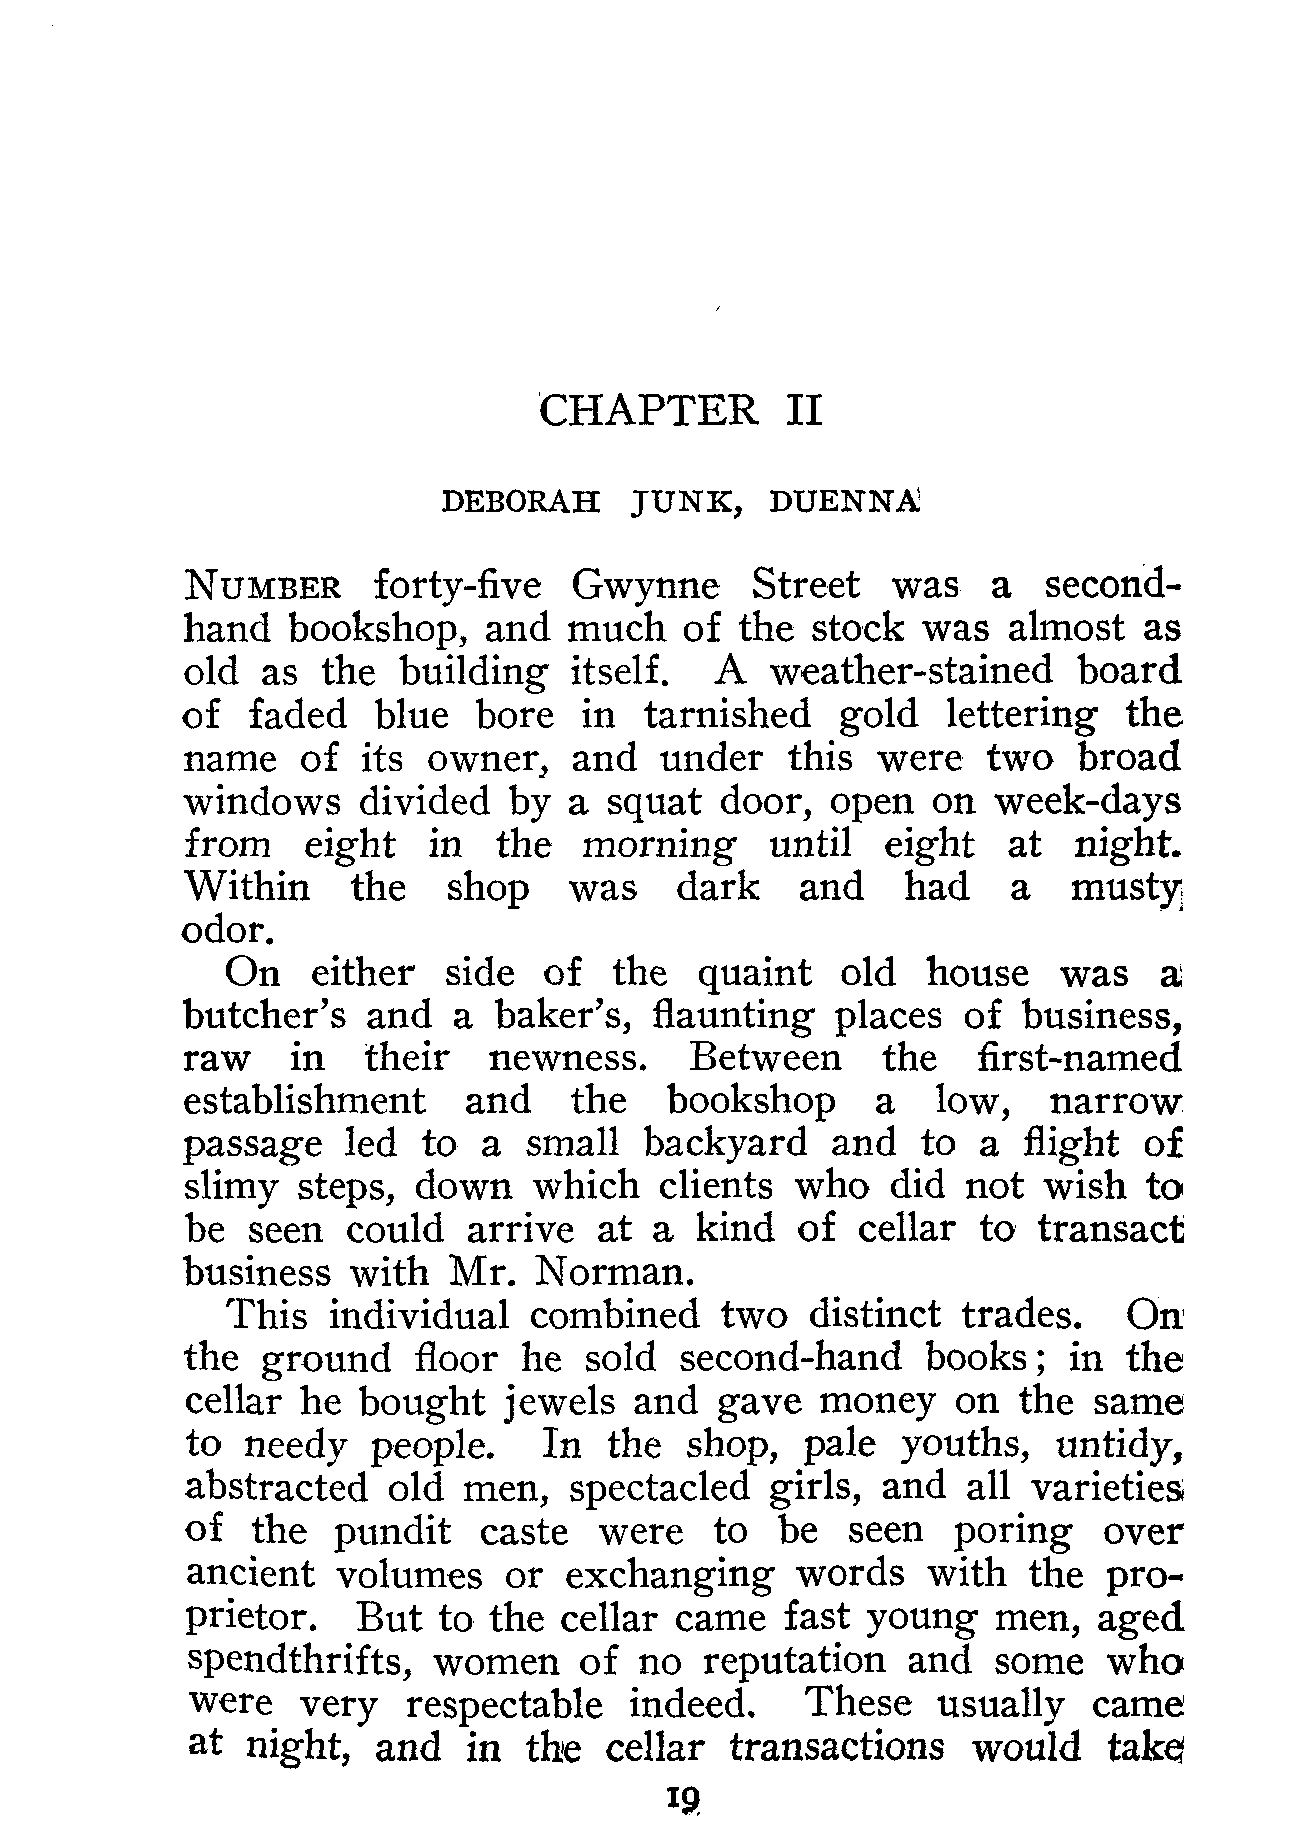 CHAPTER II
DEBORAH JUNK, DUENNA
NUMBER forty-five Gwynne Street was a second-
hand bookshop, and much of the stock was almost as
old as the building itself. A weather-stained board
of faded blue bore in tarnished gold lettering the
name of its owner, and under this were two broad
windows divided by a squat door, open on week-days
from eight in the morning until eight at night.
Within the shop was dark and had a musty
odor.
On either side of the quaint old house was a
butcher's and a baker's, flaunting places of business,
raw in their newness. Between the first-named
establishment and the bookshop a low, narrow
passage led to a small backyard and to a flight of
slimy steps, down which clients who did not wish to
be seen could arrive at a kind of cellar to transact
business with Mr. Norman.
This individual combined two distinct trades. On
the ground floor he sold second-hand books; in the
cellar he bought jewels and gave money on the same
to needy people. In the shop, pale youths, untidy,
abstracted old men, spectacled girls, and all varieties
of the pundit caste were to be seen poring over
ancient volumes or exchanging words with the pro-
prietor. But to the cellar came fast young men, aged
spendthrifts, women of no reputation and some who
were very respectable indeed. These usually came
at night, and in the cellar transactions would take
19